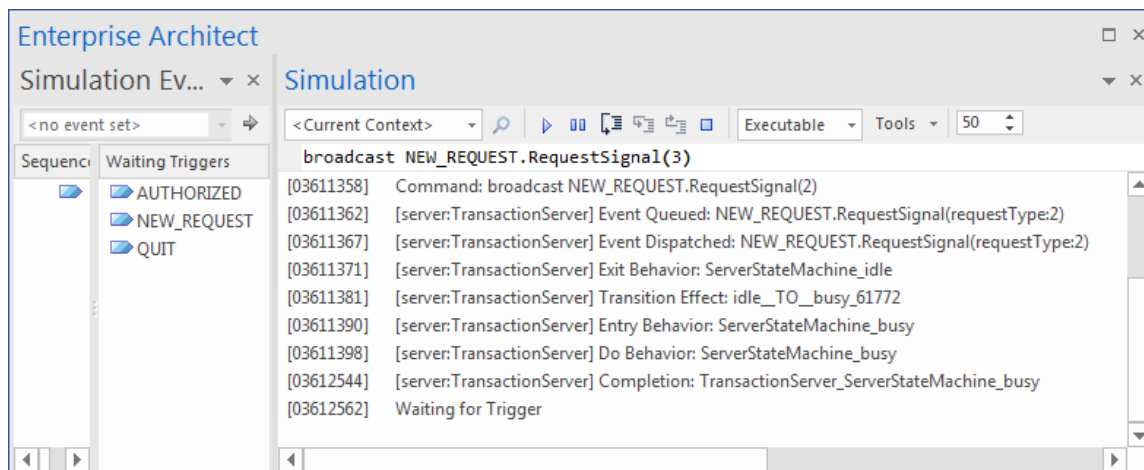 Enterprise Architect
Simulation Ev...
Simulation
<no event set>
<Current Context>
Executable
Tools
50
Sequence
Waiting Triggers
AUTHORIZED
NEW_REQUEST
QUIT
broadcast NEW_REQUEST.RequestSignal(3)
[03611358] Command: broadcast NEW_REQUEST.RequestSignal(2)
[03611362] [server:TransactionServer] Event Queued: NEW_REQUEST.RequestSignal(requestType:2)
[03611367] [server:TransactionServer] Event Dispatched: NEW_REQUEST.RequestSignal(requestType:2)
[03611371] [server:TransactionServer] Exit Behavior: ServerStateMachine_idle
[03611381] [server:TransactionServer] Transition Effect: idle__TO__busy_61772
[03611390] [server:TransactionServer] Entry Behavior: ServerStateMachine_busy
[03611398] [server:TransactionServer] Do Behavior: ServerStateMachine_busy
[03612544] [server:TransactionServer] Completion: TransactionServer_ServerStateMachine_busy
[03612562] Waiting for Trigger